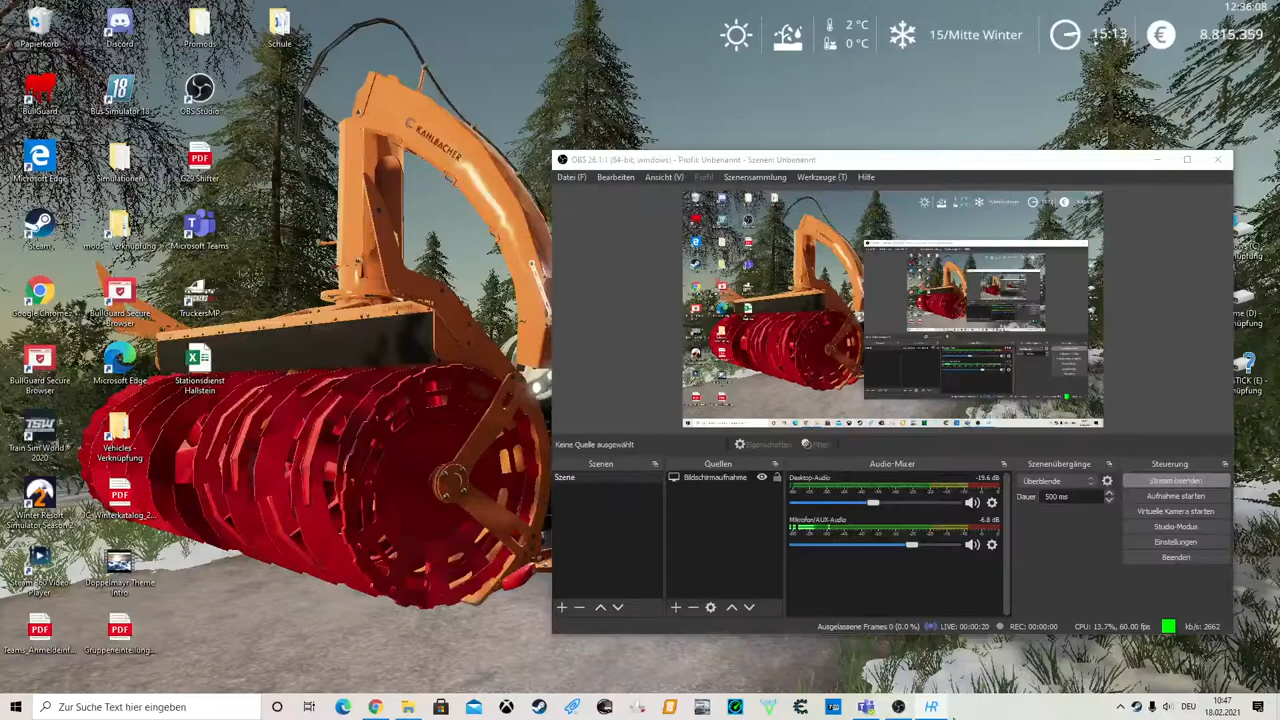 12:36:08
2 °C
0 °C
15/Mitte Winter
15:13
8.815.359
KAHLBACHER
Papierkorb
Discord
Promods
Schule
BullGuard
Bus Simulator 18
OBS Studio
Microsoft Edge
Simulationen
G29 Shifter
Steam
mods - Verknüpfung
Microsoft Teams
Google Chrome
BullGuard Secure Browser
TruckersMP
BullGuard Secure Browser
Microsoft Edge
Stationsdienst Hallstein
Train Sim World 2020
Vehicles - Verknüpfung
Winter Resort Simulator Season 2
Steam 360 Video Player
Doppelmayr Theme Intro
Teams_Anmeldeinf...
Gruppeneinteilung_...
OBS 26.1.1 (64-bit, windows) - Profil: Unbenannt - Szenen: Unbenannt
Datei (F)
Bearbeiten
Ansicht (V)
Profil
Szenensammlung
Werkzeuge (T)
Hilfe
Keine Quelle ausgewählt
Eigenschaften
Filter
Szenen
Quellen
Audio-Mixer
Szenenübergänge
Steuerung
Szene
Bildschirmaufnahme
Desktop-Audio
-19.6 dB
Mikrofon/AUX-Audio
-6.8 dB
Überblende
Dauer
500 ms
Stream beenden
Aufnahme starten
Virtuelle Kamera starten
Studio-Modus
Einstellungen
Beenden
Ausgelassene Frames 0 (0.0 %)
LIVE: 00:00:20
REC: 00:00:00
CPU: 13.7%, 60.00 fps
kb/s: 2662
Zur Suche Text hier eingeben
HR
DEU
10:47
18.02.2021